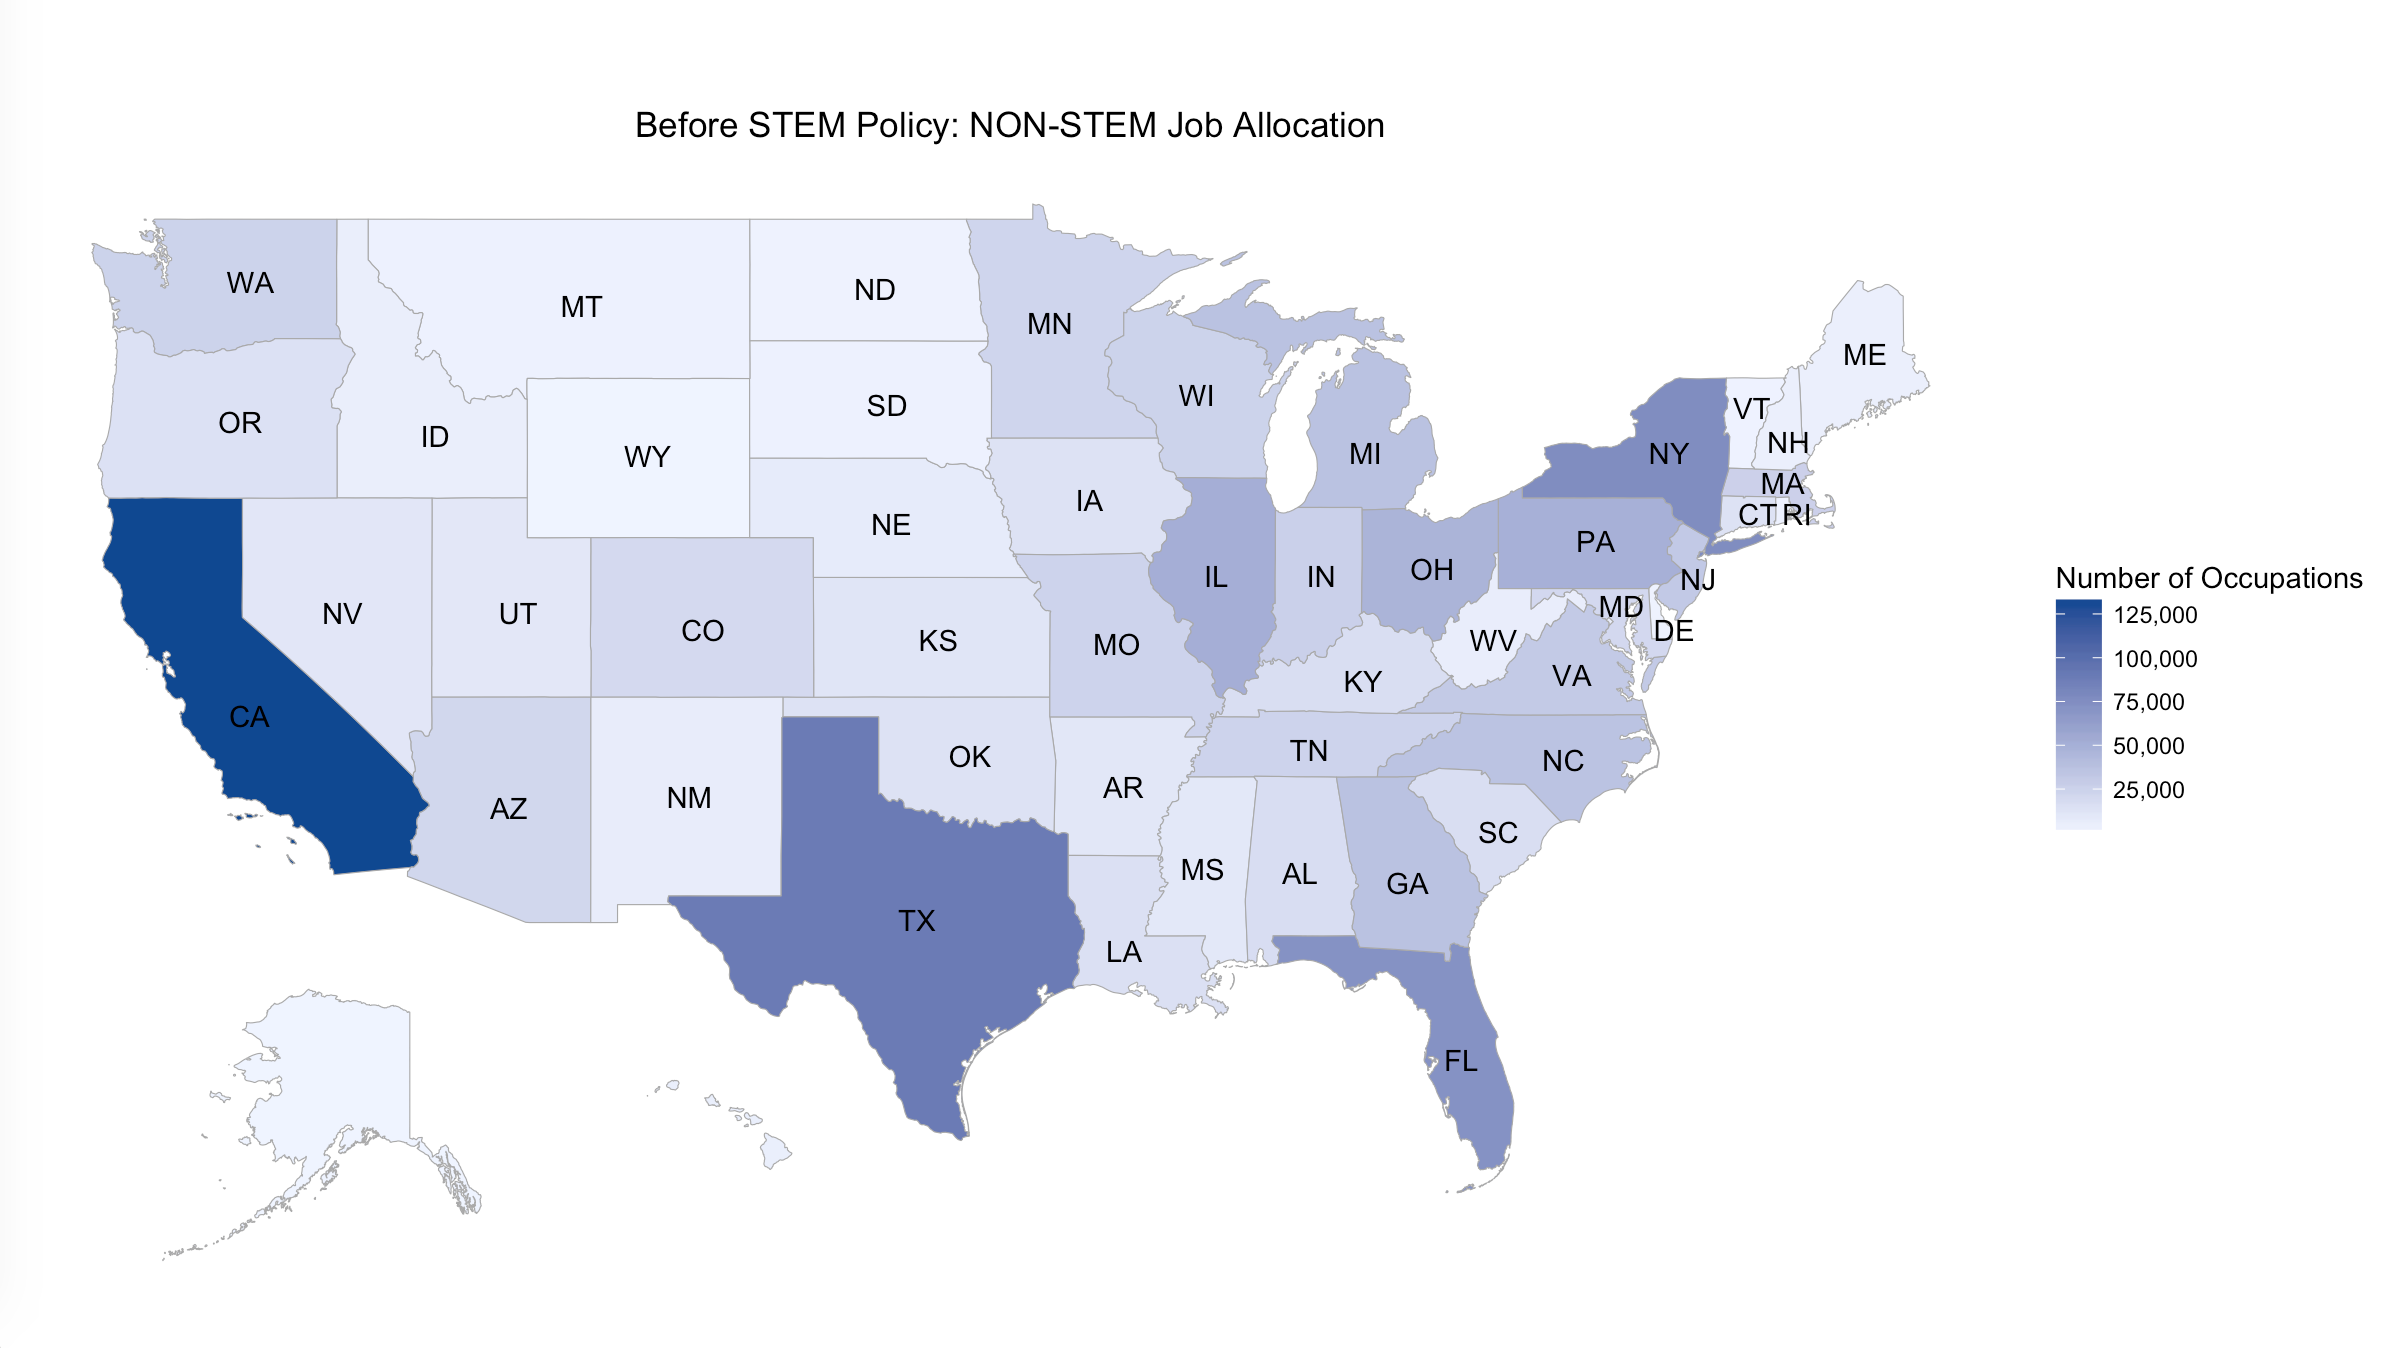 Before STEM Policy: NON-STEM Job Allocation
WA
MT
ND
MN
ME
OR
ID
WY
SD
WI
MI
NY
VT
NH
MA
CT
RI
NV
UT
CO
NE
IA
IL
IN
OH
PA
NJ
MD
DE
CA
KS
MO
KY
WV
VA
AZ
NM
OK
AR
TN
NC
SC
TX
LA
MS
AL
GA
FL
Number of Occupations
125,000
100,000
75,000
50,000
25,000